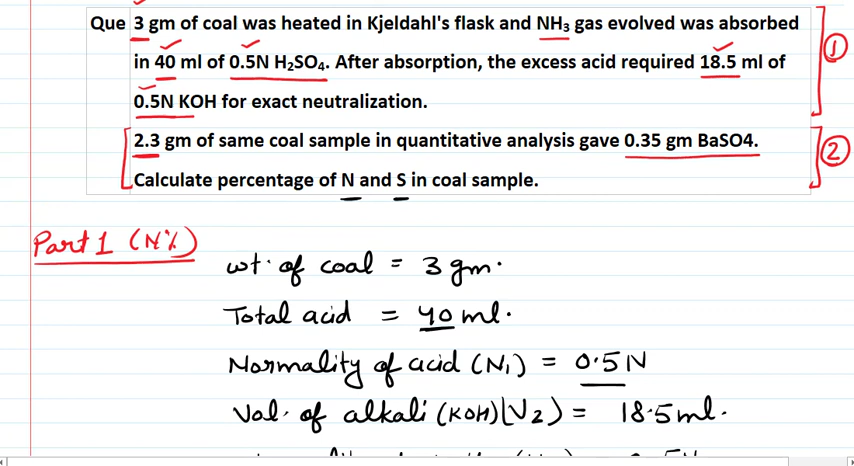 Que 3 gm of coal was heated in Kjeldahl's flask and NH3 gas evolved was absorbed
in 40 ml of 0.5N H2SO4. After absorption, the excess acid required 18.5 ml of
0.5N KOH for exact neutralization.
1
2.3 gm of same coal sample in quantitative analysis gave 0.35 gm BaSO4.
Calculate percentage of N and S in coal sample.
2
Part 1 (N%)
wt. of coal = 3 gm.
Total acid = 40 ml.
Normality of acid (N1) = 0.5 N
Vol. of alkali (KOH) (V2) = 18.5 ml.